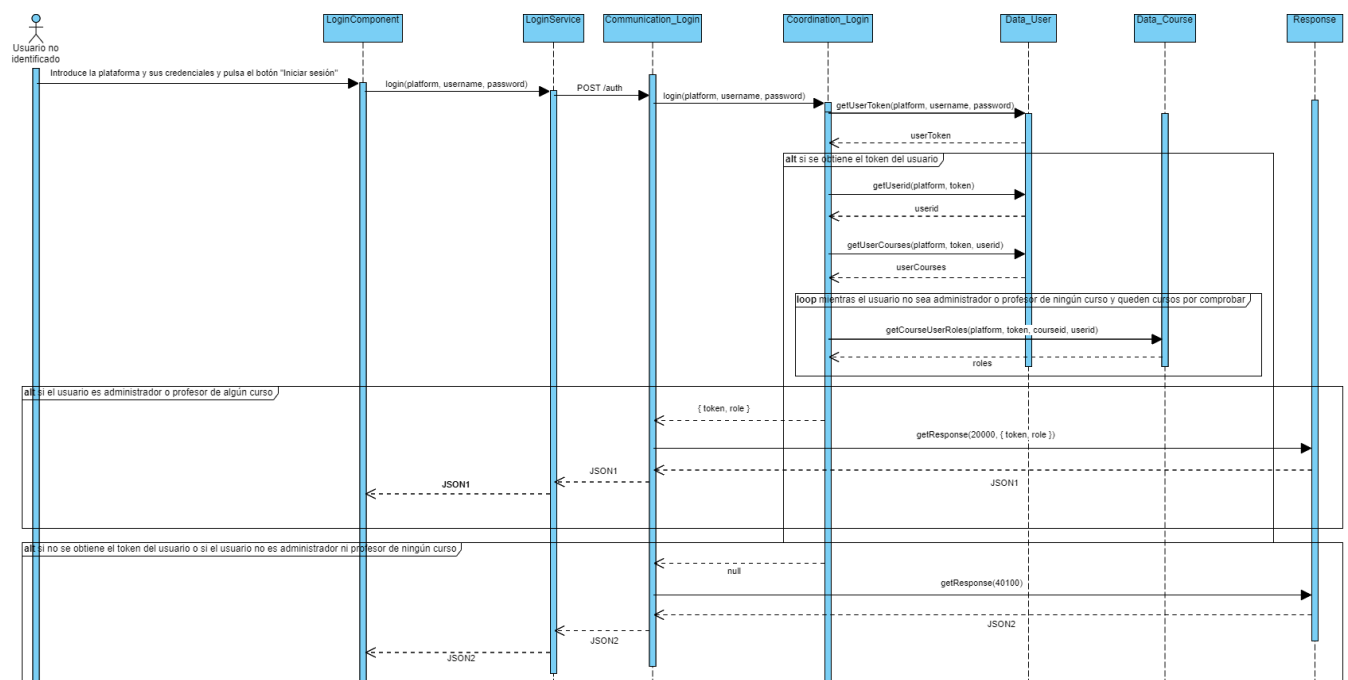 LoginComponent
LoginService
Communication_Login
Coordination_Login
Data_User
Data_Course
Response
Usuario no
identificado
Introduce la plataforma y sus credenciales y pulsa el botón "Iniciar sesión"
login(platform, username, password)
POST /auth
login(platform, username, password)
getUserToken(platform, username, password)
userToken
alt si se obtiene el token del usuario
getUserid(platform, token)
userid
getUserCourses(platform, token, userid)
userCourses
loop mientras el usuario no sea administrador o profesor de ningún curso y queden cursos por comprobar
getCourseUserRoles(platform, token, courseid, userid)
roles
alt si el usuario es administrador o profesor de algún curso
{ token, role }
getResponse(20000, { token, role })
JSON1
JSON1
JSON1
alt si no se obtiene el token del usuario o si el usuario no es administrador ni profesor de ningún curso
null
getResponse(40100)
JSON2
JSON2
JSON2